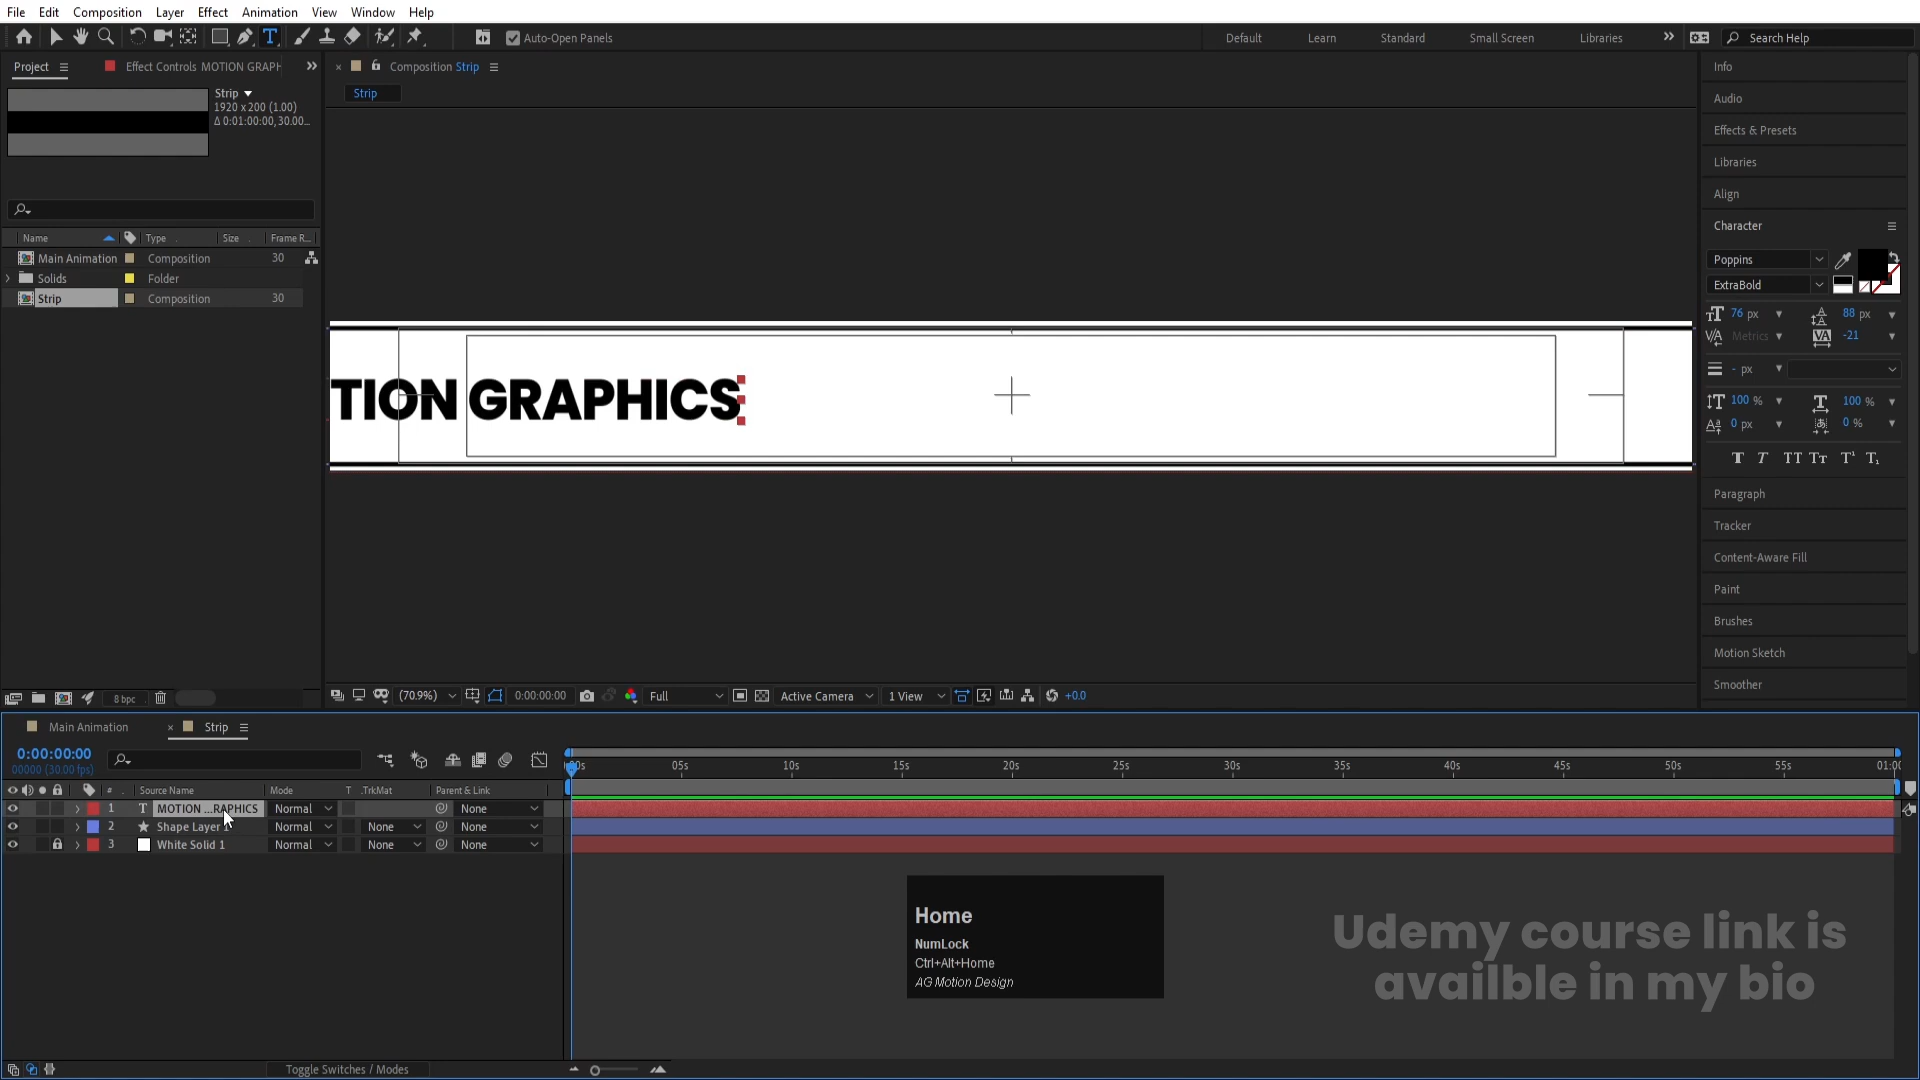 File Edit Composition Layer Effect Animation View Window Help
Auto-Open Panels
Default Learn Standard Small Screen Libraries
Search Help
Project
Effect Controls MOTION GRAPH
Composition Strip
Strip
Strip
1920 x 200 (1.00)
Δ 0:01:00:00, 30.00...
Name Type Size Frame R...
Main Animation Composition 30
Solids Folder
Strip Composition 30
8 bpc
TION GRAPHICS
(70.9%) 0:00:00:00 Full Active Camera 1 View +0.0
Info
Audio
Effects & Presets
Libraries
Align
Character
Poppins
ExtraBold
76 px 88 px
Metrics -21
- px
100 % 100 %
0 px 0 %
T T TT Tт T¹ T₁
Paragraph
Tracker
Content-Aware Fill
Paint
Brushes
Motion Sketch
Smoother
Main Animation
Strip
0:00:00:00
00000 (30.00 fps)
# Source Name Mode T .TrkMat Parent & Link
1 T MOTION ...RAPHICS Normal None
2 Shape Layer 1 Normal None None
3 White Solid 1 Normal None None
Toggle Switches / Modes
05s 10s 15s 20s 25s 30s 35s 40s 45s 50s 55s 01:0
Home
NumLock
Ctrl+Alt+Home
AG Motion Design
Udemy course link is
availble in my bio